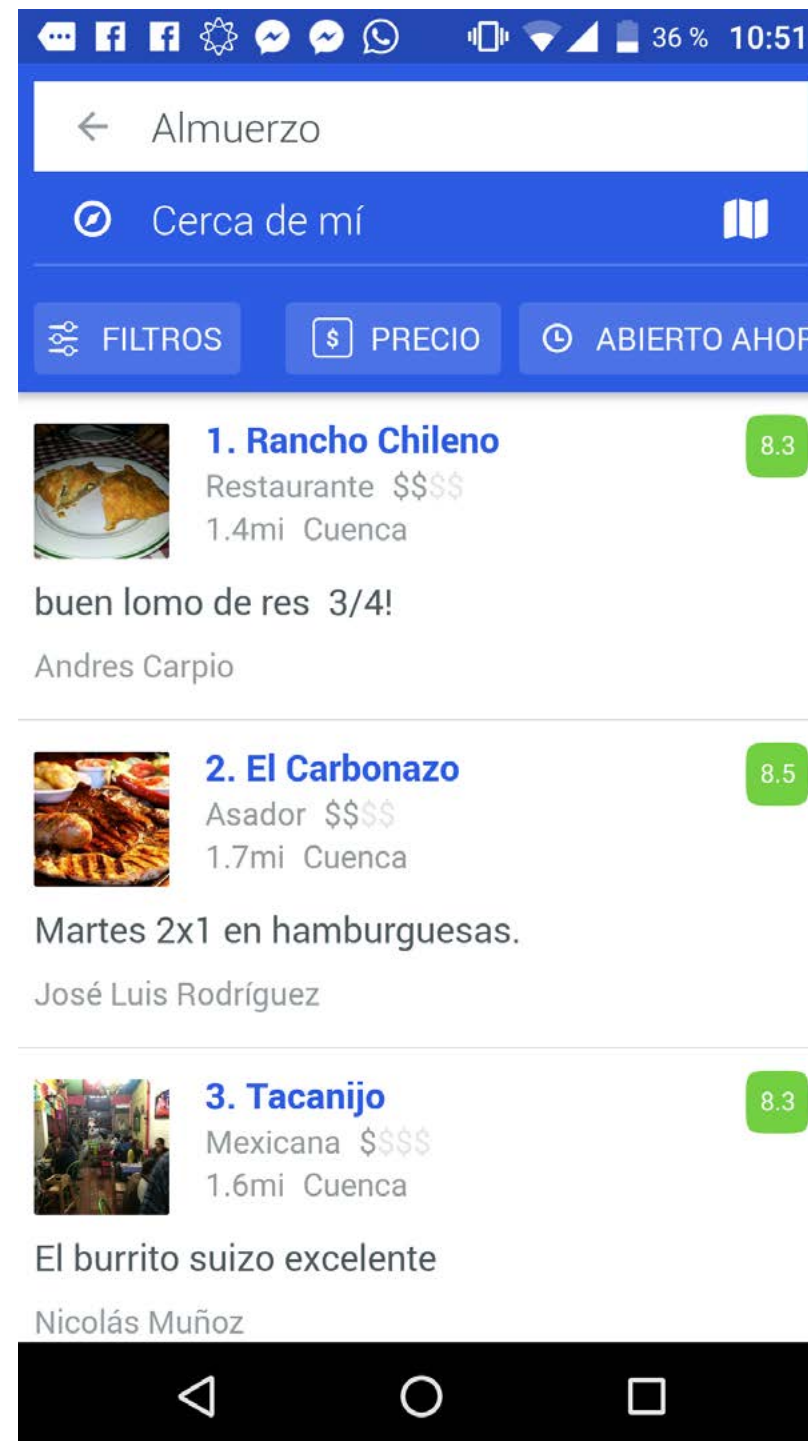 36 % 10:51
Almuerzo
Cerca de mí
FILTROS $ PRECIO ABIERTO AHOR
1. Rancho Chileno 8.3
Restaurante $$$$
1.4mi Cuenca
buen lomo de res 3/4!
Andres Carpio
2. El Carbonazo 8.5
Asador $$$$
1.7mi Cuenca
Martes 2x1 en hamburguesas.
José Luis Rodríguez
3. Tacanijo 8.3
Mexicana $$$$
1.6mi Cuenca
El burrito suizo excelente
Nicolás Muñoz